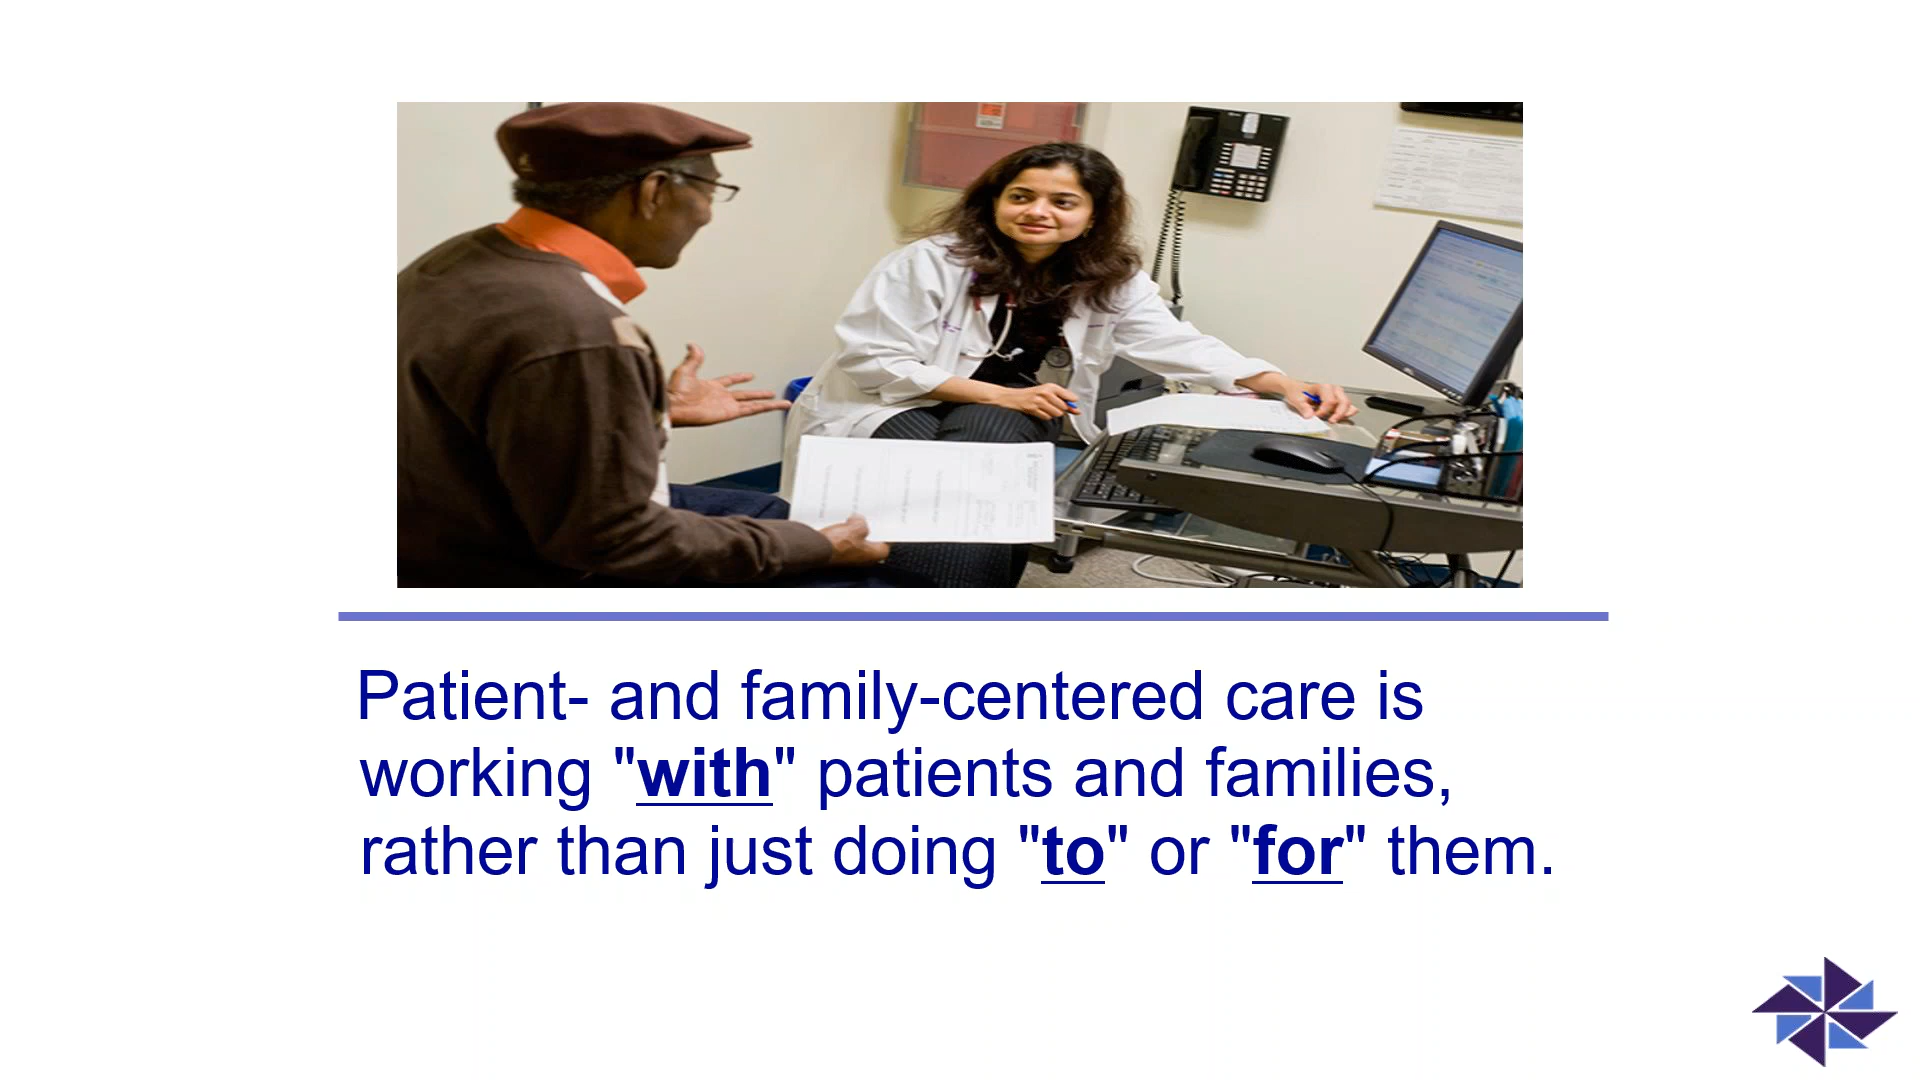 Patient- and family-centered care is
working "with" patients and families,
rather than just doing "to" or "for" them.